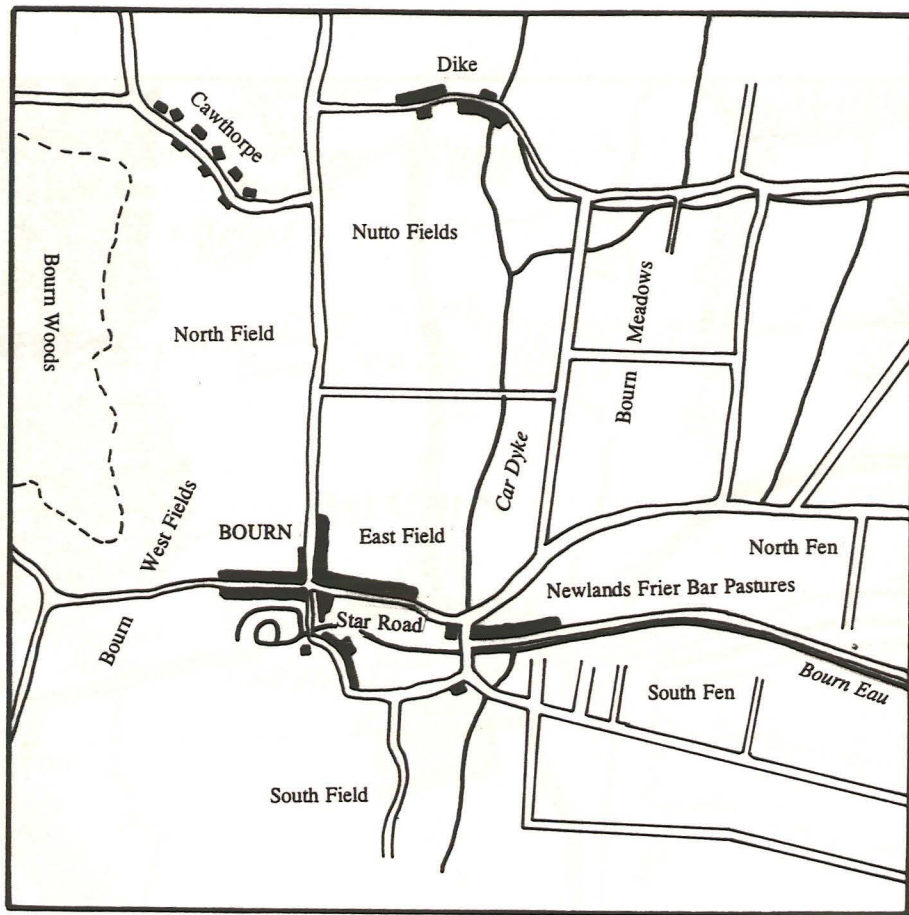 Dike
Cawthorpe
Nutto Fields
Bourn Woods
North Field
Bourn Meadows
Car Dyke
Bourn West Fields
BOURN
East Field
North Fen
Newlands Frier Bar Pastures
Star Road
Bourn Eau
South Fen
South Field